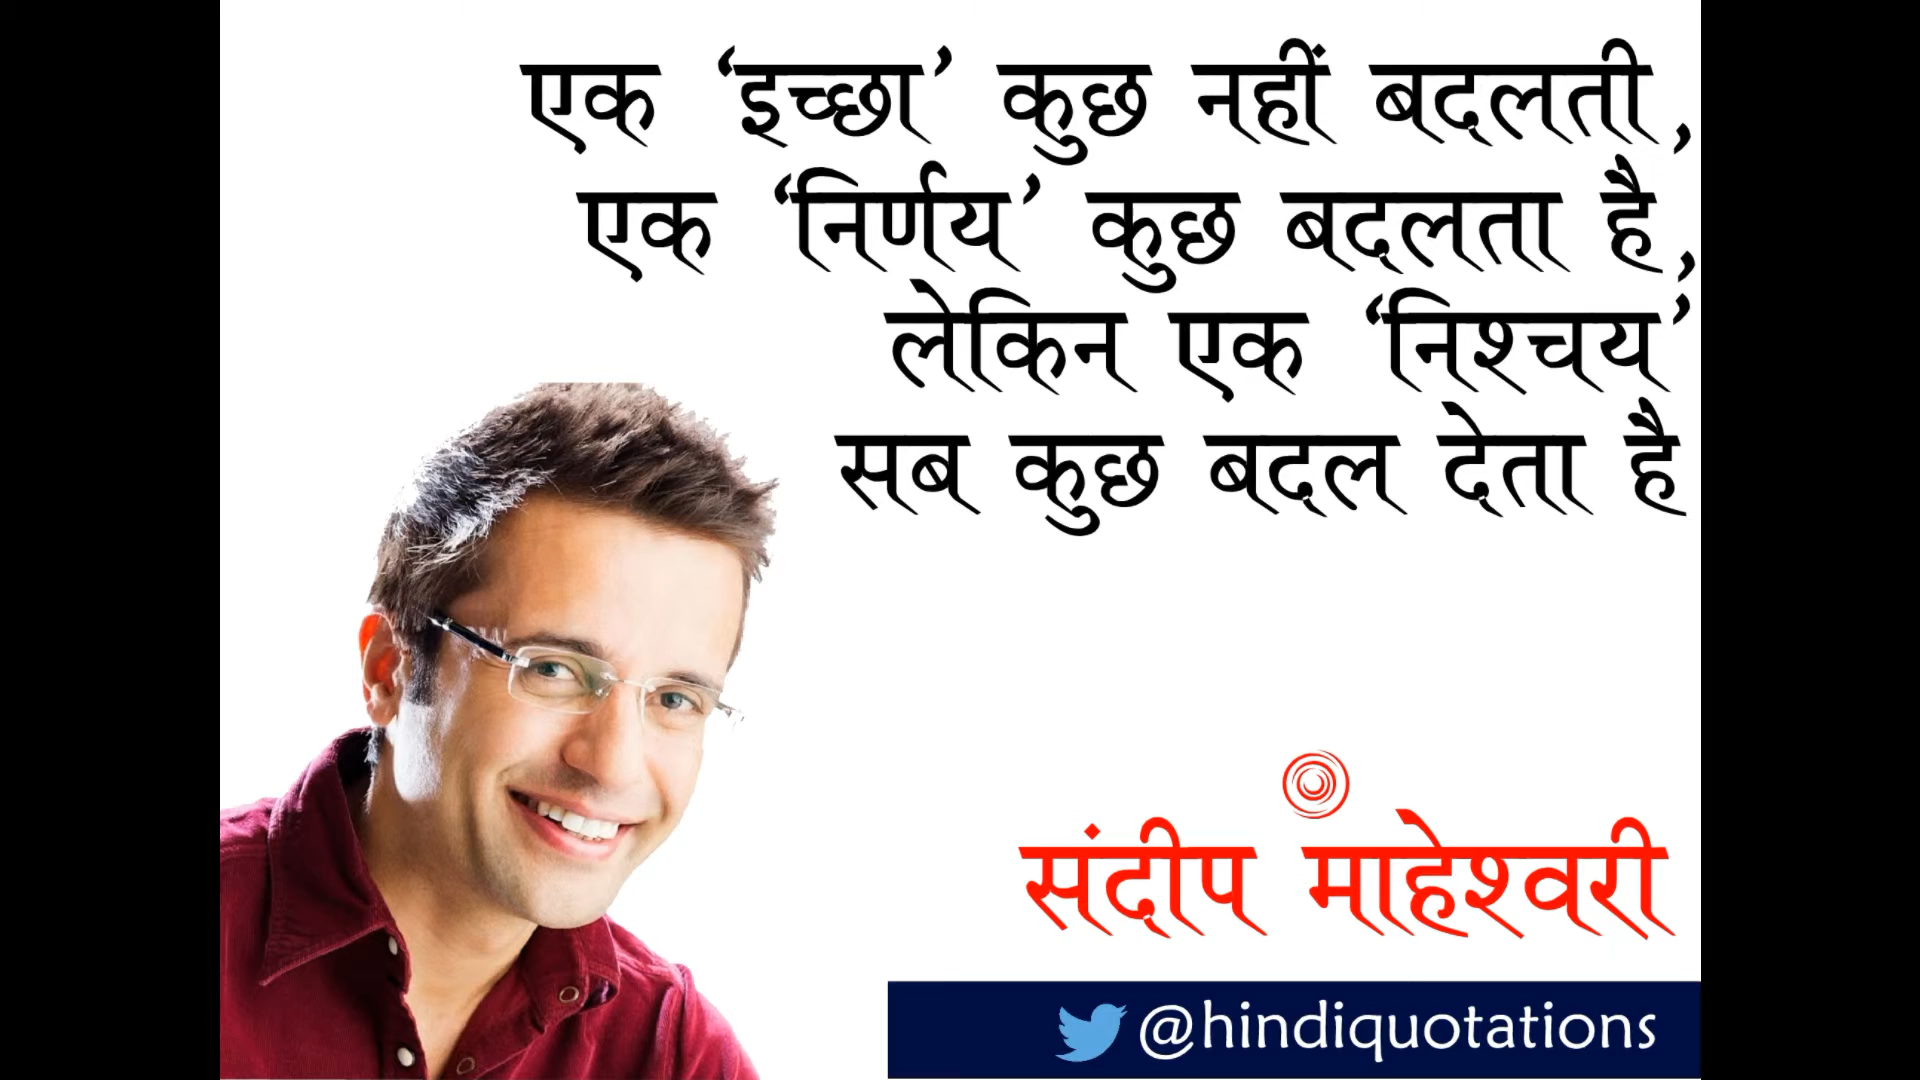 एक ‘इच्छा’ कुछ नहीं बदलती,
एक ‘निर्णय’ कुछ बदलता है,
लेकिन एक ‘निश्चय’
सब कुछ बदल देता है
संदीप माहेश्वरी
@hindiquotations